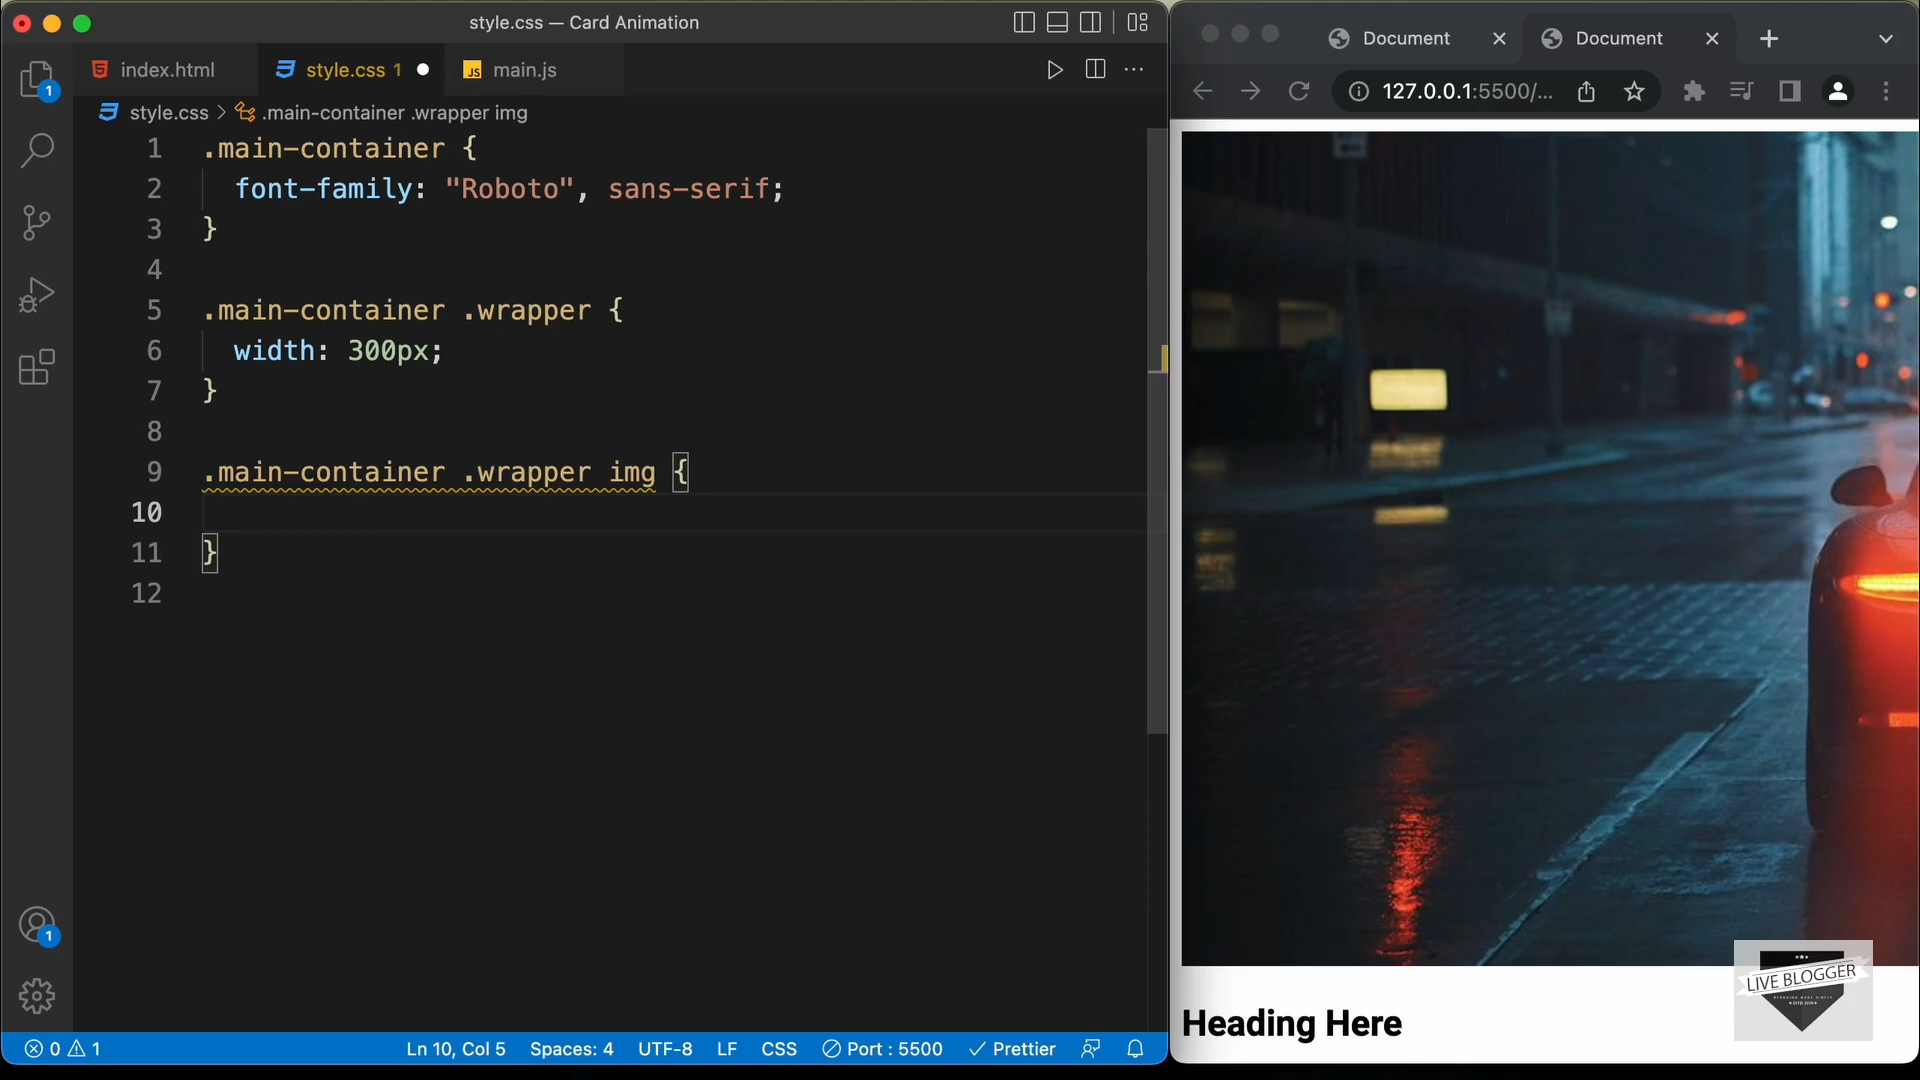 style.css — Card Animation
index.html
style.css 1
JS main.js
style.css > .main-container .wrapper img
1 .main-container {
2 font-family: "Roboto", sans-serif;
3 }
4
5 .main-container .wrapper {
6 width: 300px;
7 }
8
9 .main-container .wrapper img {
10
11 }
12
1
1
0 1
Ln 10, Col 5
Spaces: 4
UTF-8
LF
CSS
Port : 5500
Prettier
Document
Document
127.0.0.1:5500/...
LIVE BLOGGER
Heading Here